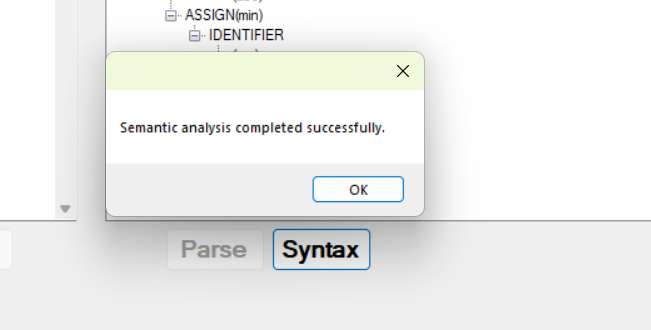 ASSIGN(min)
IDENTIFIER
Semantic analysis completed successfully.
OK
Parse
Syntax